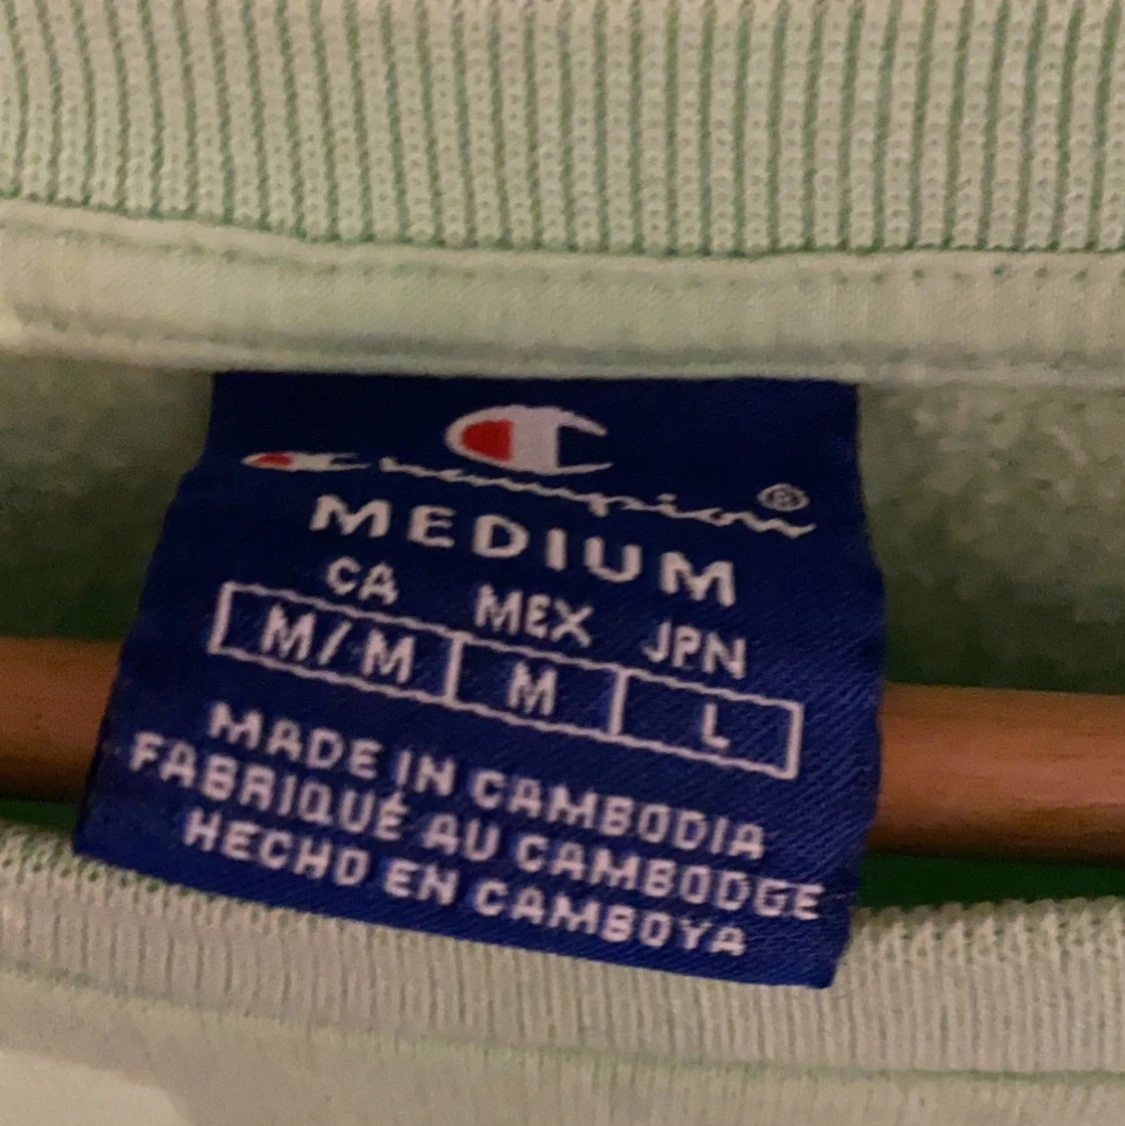 Champion®
MEDIUM
CA MEX JPN
M/M M L
MADE IN CAMBODIA
FABRIQUÉ AU CAMBODGE
HECHO EN CAMBOYA